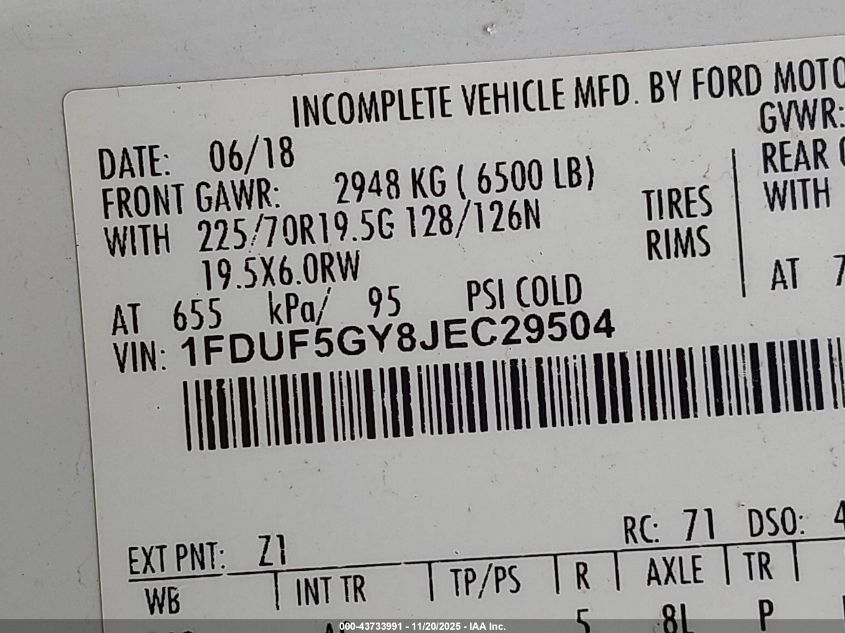 INCOMPLETE VEHICLE MFD. BY FORD
GVWR:
DATE: 06/18
REAR
FRONT GAWR: 2948 KG ( 6500 LB)
WITH
WITH 225/70R19.5G 128/126N TIRES
19.5X6.0RW RIMS
AT 7
AT 655 kPa/ 95 PSI COLD
VIN: 1FDUF5GY8JEC29504
RC: 71 DSO: 4
EXT PNT: Z1
WB INT TR TP/PS R AXLE TR
5 8L P
000-43733991 - 11/20/2025 - IAA Inc.